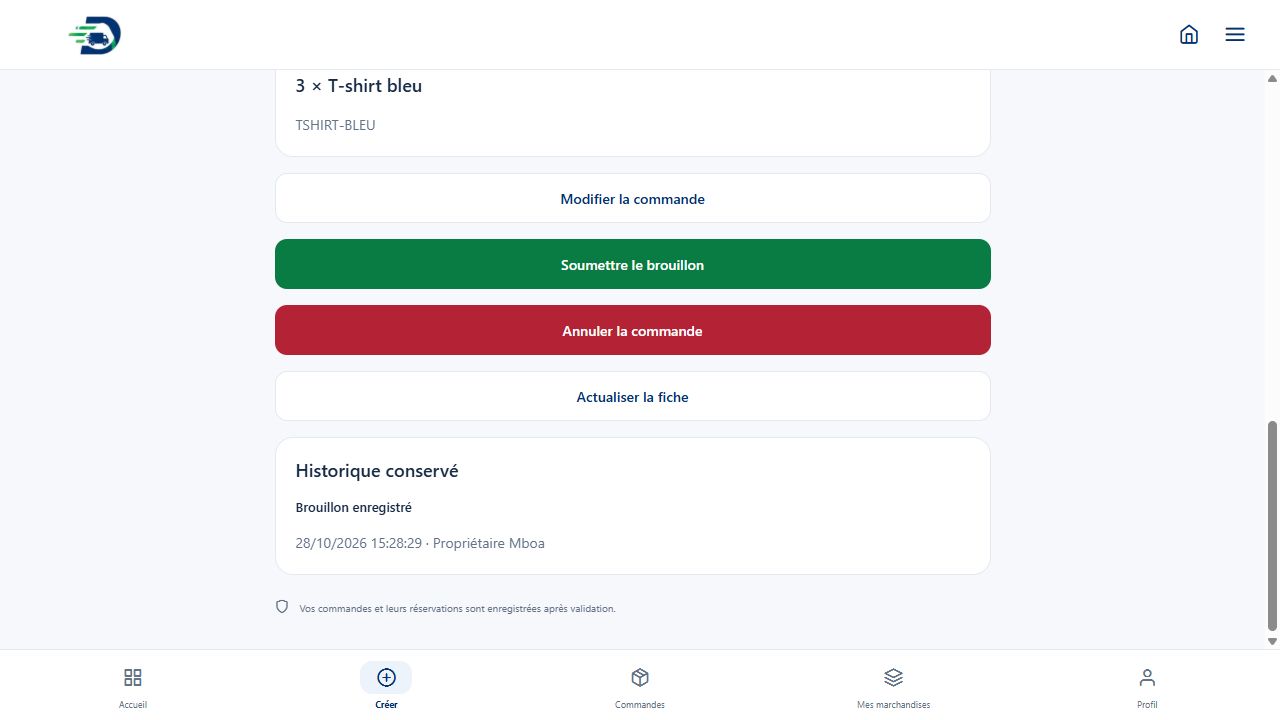 3 × T-shirt bleu
TSHIRT-BLEU
Modifier la commande
Soumettre le brouillon
Annuler la commande
Actualiser la fiche
Historique conservé
Brouillon enregistré
28/10/2026 15:28:29 · Propriétaire Mboa
Vos commandes et leurs réservations sont enregistrées après validation.
Accueil
Créer
Commandes
Mes marchandises
Profil